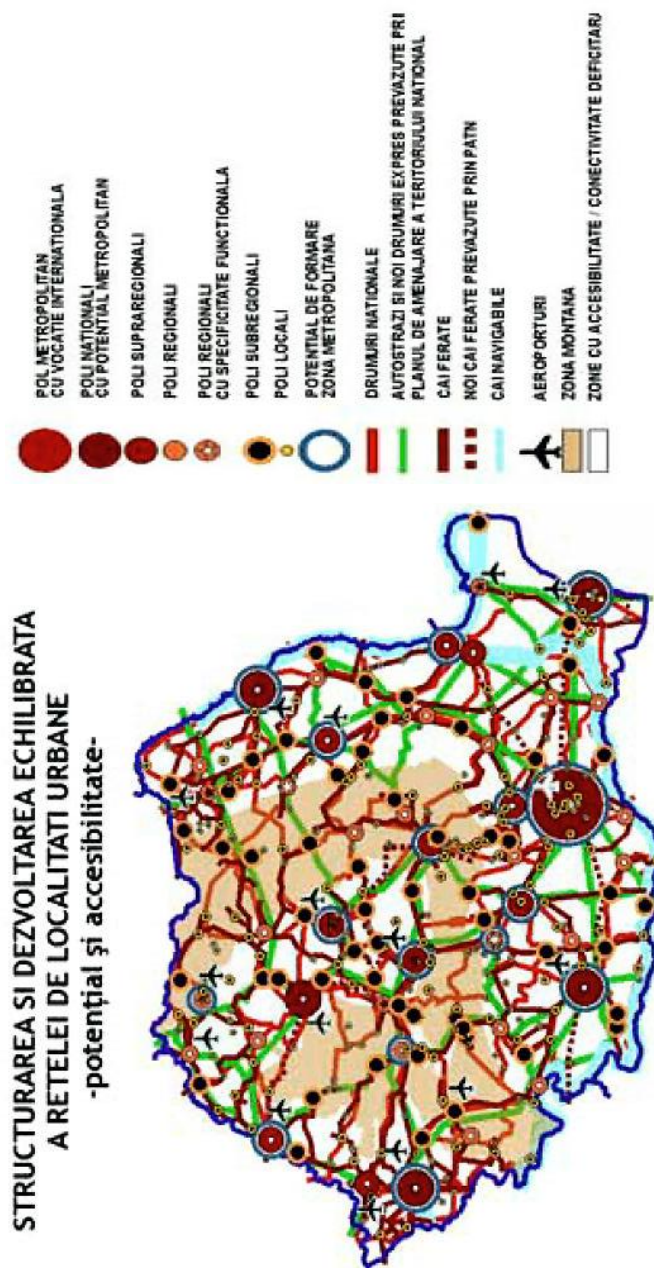 STRUCTURAREA SI DEZVOLTAREA ECHILIBRATA
A RETELEI DE LOCALITATI URBANE
-potențial și accesibilitate-
POL METROPOLITAN
CU VOCATIE INTERNATIONALA
POLI NATIONALI
CU POTENTIAL METROPOLITAN
POLI SUPRAREGIONALI
POLI REGIONALI
POLI REGIONALI
CU SPECIFICITATE FUNCTIONALA
POLI SUBREGIONALI
POLI LOCALI
POTENTIAL DE FORMARE
ZONA METROPOLITANA
DRUMURI NATIONALE
AUTOSTRAZI SI NOI DRUMURI EXPRES PREVAZUTE PRI
PLANUL DE AMENAJARE A TERITORIULUI NATIONAL
CAI FERATE
NOI CAI FERATE PREVAZUTE PRIN PATN
CAI NAVIGABILE
AEROPORTURI
ZONA MONTANA
ZONE CU ACCESIBILITATE / CONECTIVITATE DEFICITARA